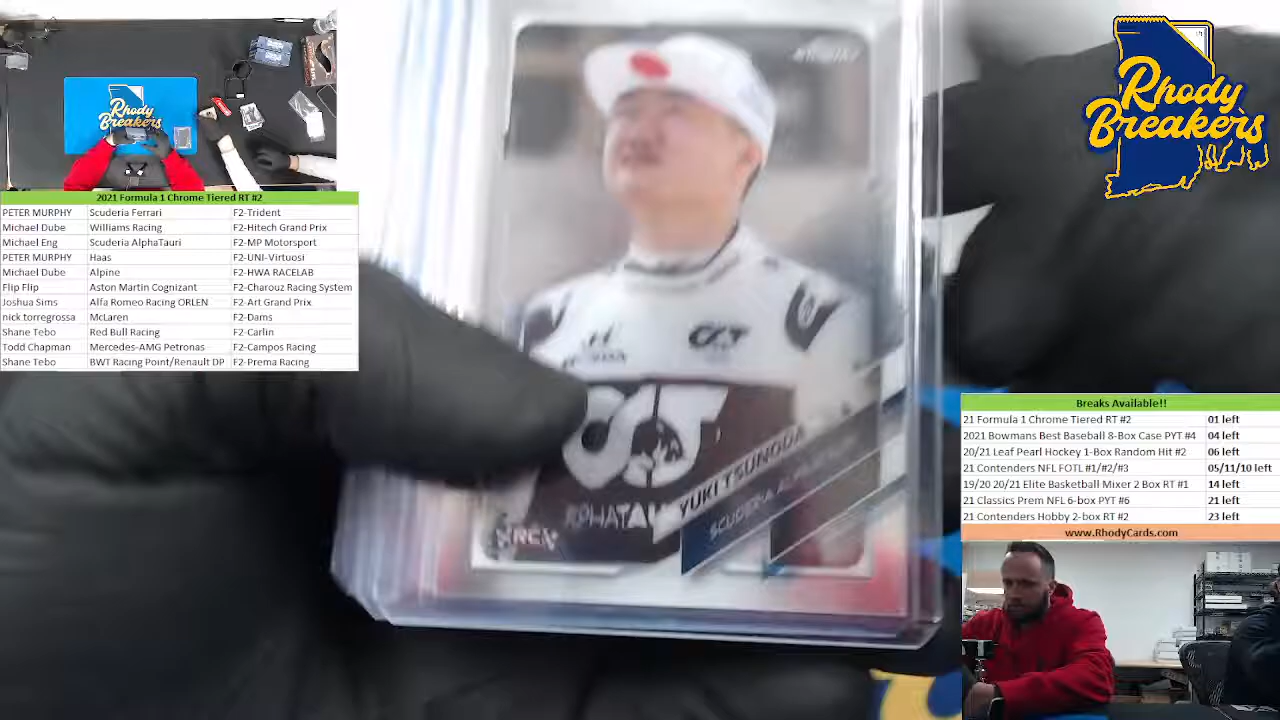 Rhody
Breakers
2021 Formula 1 Chrome Tiered RT #2
PETER MURPHY Scuderia Ferrari F2-Trident
Michael Dube Williams Racing F2-Hitech Grand Prix
Michael Eng Scuderia AlphaTauri F2-MP Motorsport
PETER MURPHY Haas F2-UNI-Virtuosi
Michael Dube Alpine F2-HWA RACELAB
Flip Flip Aston Martin Cognizant F2-Charouz Racing System
Joshua Sims Alfa Romeo Racing ORLEN F2-Art Grand Prix
nick torregrossa McLaren F2-Dams
Shane Tebo Red Bull Racing F2-Carlin
Todd Chapman Mercedes-AMG Petronas F2-Campos Racing
Shane Tebo BWT Racing Point/Renault DP F2-Prema Racing
YUKI TSUNODA
SCUDERIA
RC
Rhody
Breakers
Breaks Available!!
21 Formula 1 Chrome Tiered RT #2 01 left
2021 Bowmans Best Baseball 8-Box Case PYT #4 04 left
20/21 Leaf Pearl Hockey 1-Box Random Hit #2 06 left
21 Contenders NFL FOTL #1/#2/#3 05/11/10 left
19/20 20/21 Elite Basketball Mixer 2 Box RT #1 14 left
21 Classics Prem NFL 6-box PYT #6 21 left
21 Contenders Hobby 2-box RT #2 23 left
www.RhodyCards.com